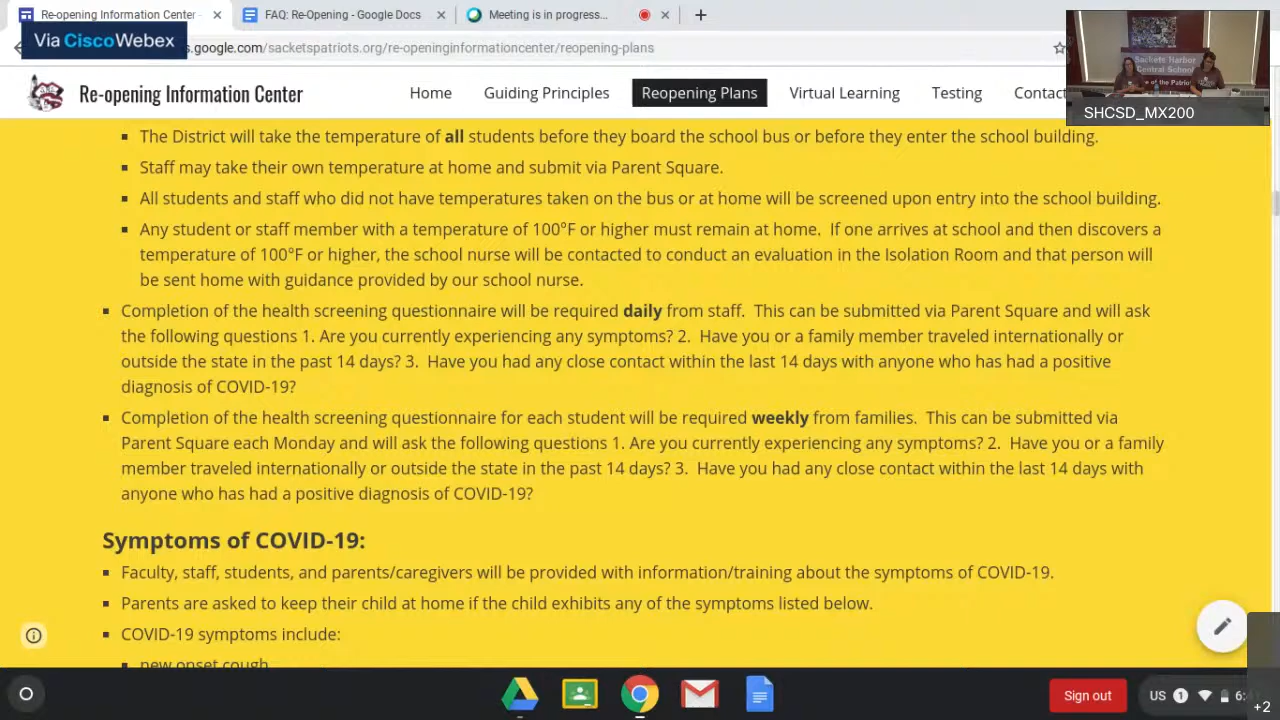 Re-opening Information Center
FAQ: Re-Opening - Google Docs
Meeting is in progress...
Via Cisco Webex
s.google.com/sacketspatriots.org/re-openinginformationcenter/reopening-plans
Sackets Harbor
Central School
SHCSD_MX200
Re-opening Information Center
Home Guiding Principles Reopening Plans Virtual Learning Testing Contact
▪ The District will take the temperature of all students before they board the school bus or before they enter the school building.
▪ Staff may take their own temperature at home and submit via Parent Square.
▪ All students and staff who did not have temperatures taken on the bus or at home will be screened upon entry into the school building.
▪ Any student or staff member with a temperature of 100°F or higher must remain at home. If one arrives at school and then discovers a
temperature of 100°F or higher, the school nurse will be contacted to conduct an evaluation in the Isolation Room and that person will
be sent home with guidance provided by our school nurse.
▪ Completion of the health screening questionnaire will be required daily from staff. This can be submitted via Parent Square and will ask
the following questions 1. Are you currently experiencing any symptoms? 2. Have you or a family member traveled internationally or
outside the state in the past 14 days? 3. Have you had any close contact within the last 14 days with anyone who has had a positive
diagnosis of COVID-19?
▪ Completion of the health screening questionnaire for each student will be required weekly from families. This can be submitted via
Parent Square each Monday and will ask the following questions 1. Are you currently experiencing any symptoms? 2. Have you or a family
member traveled internationally or outside the state in the past 14 days? 3. Have you had any close contact within the last 14 days with
anyone who has had a positive diagnosis of COVID-19?
Symptoms of COVID-19:
▪ Faculty, staff, students, and parents/caregivers will be provided with information/training about the symptoms of COVID-19.
▪ Parents are asked to keep their child at home if the child exhibits any of the symptoms listed below.
▪ COVID-19 symptoms include:
▪ new onset cough
Sign out
US 1
+2